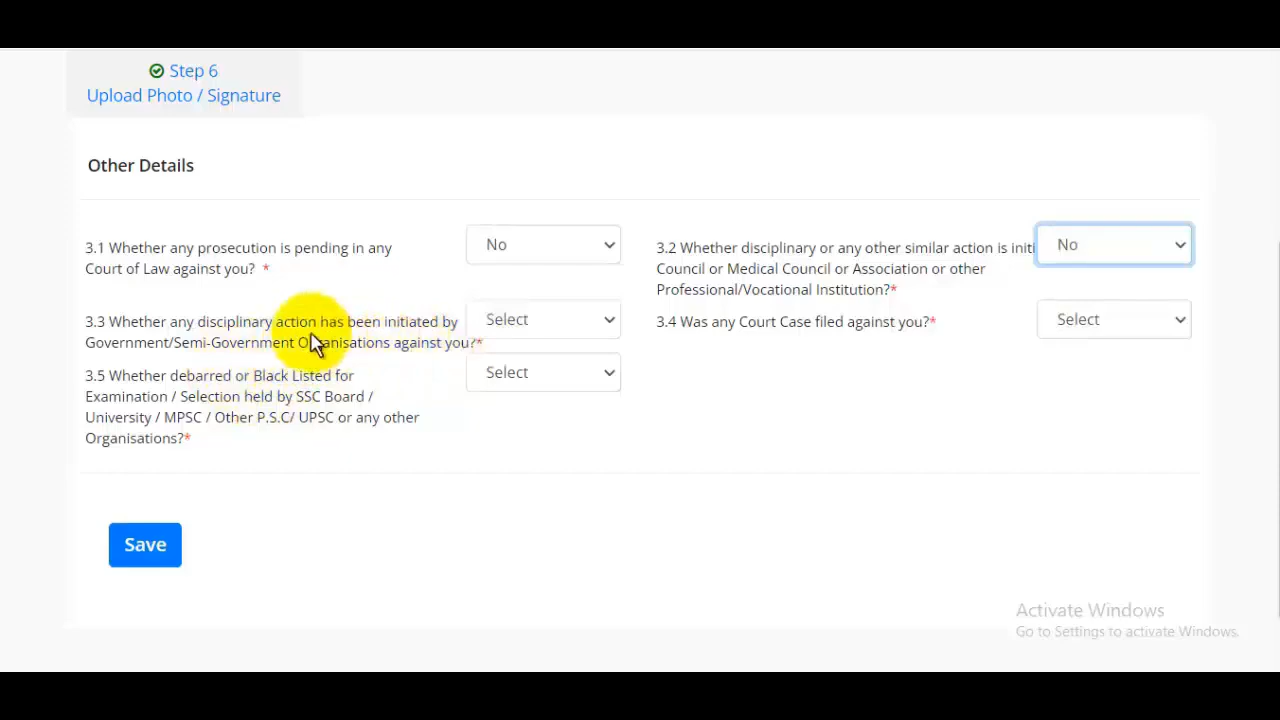 Step 6
Upload Photo / Signature
Other Details
3.1 Whether any prosecution is pending in any
Court of Law against you? *
No
3.2 Whether disciplinary or any other similar action is initi
Council or Medical Council or Association or other
Professional/Vocational Institution?*
No
3.3 Whether any disciplinary action has been initiated by
Government/Semi-Government Organisations against you?*
Select
3.4 Was any Court Case filed against you?*
Select
3.5 Whether debarred or Black Listed for
Examination / Selection held by SSC Board /
University / MPSC / Other P.S.C/ UPSC or any other
Organisations?*
Select
Save
Activate Windows
Go to Settings to activate Windows.